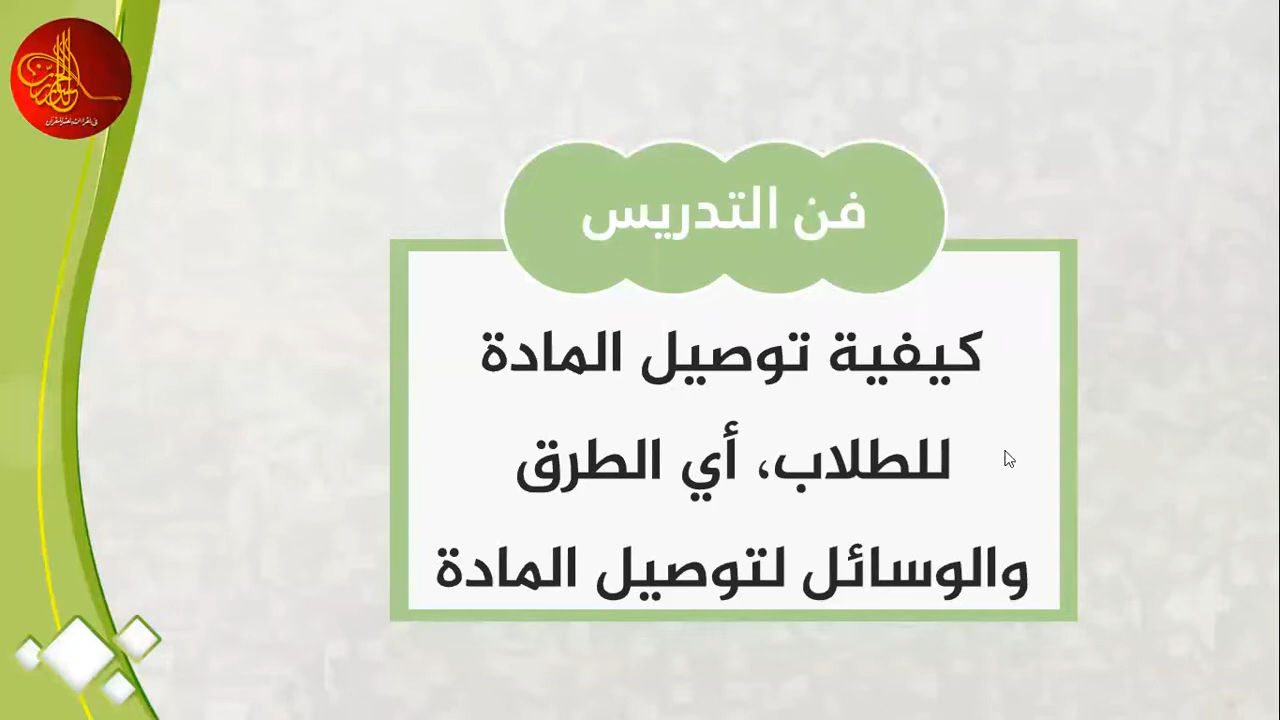 فن التدريس
كيفية توصيل المادة
للطلاب، أي الطرق
والوسائل لتوصيل المادة